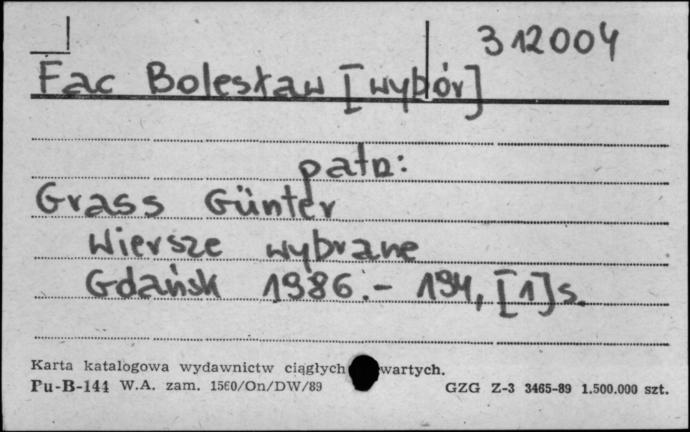 312004
Fac Bolesław [wybór]
patrz:
Grass Günter
Wiersze wybrane
Gdańsk 1986.- 194, [1]s.
Karta katalogowa wydawnictw ciągłych wartych.
Pu-B-144 W.A. zam. 1560/On/DW/89 GZG Z-3 3465-89 1.500.000 szt.